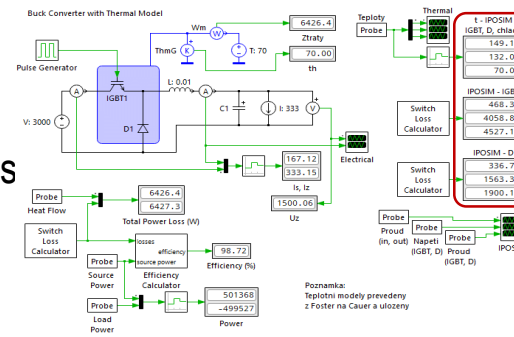 Buck Converter with Thermal Model
Wm
W
6426.4
Ztraty
ThmG
K
T: 70
70.00
th
Teploty
Probe
Thermal
t - IPOSIM
IGBT, D, chlad
149.1
132.0
70.0
Pulse Generator
A
IGBT1
L: 0.01
A
V: 3000
D1
C1
I: 333
V
Switch
Loss
Calculator
IPOSIM - IGB
468.3
4058.8
4527.1
Electrical
167.12
333.15
Is, Iz
1500.06
Uz
Switch
Loss
Calculator
IPOSIM - D
336.7
1563.3
1900.1
s
Probe
Heat Flow
6426.4
6427.3
Total Power Loss (W)
Switch
Loss
Calculator
losses
efficiency
source power
Efficiency
Calculator
98.72
Efficiency (%)
Probe
Source
Power
Probe
Load
Power
501368
-499527
Power
Probe
Proud
(in, out)
Probe
Napeti
(IGBT, D)
Probe
Proud
(IGBT, D)
IPOS
Poznamka:
Teplotni modely prevedeny
z Foster na Cauer a ulozeny